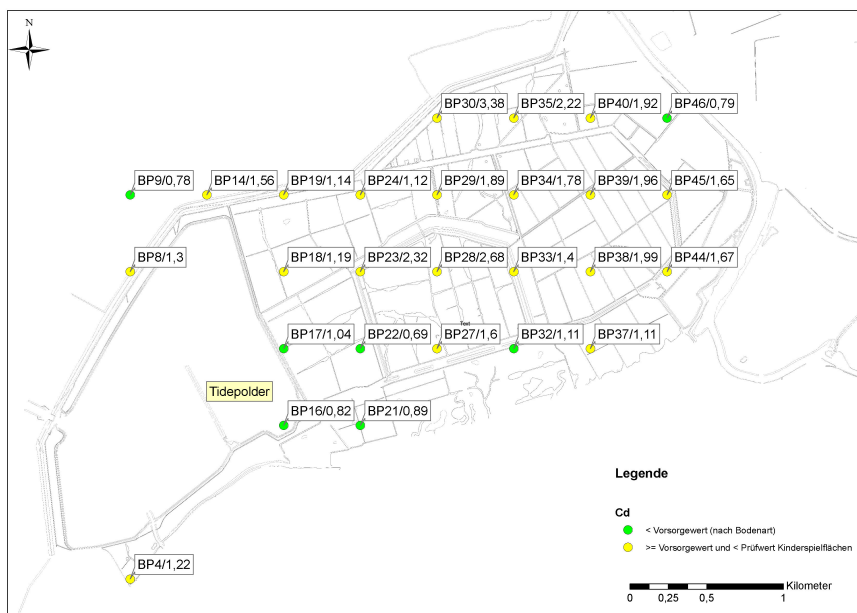 N
BP30/3,38 BP35/2,22 BP40/1,92 BP46/0,79
BP9/0,78 BP14/1,56 BP19/1,14 BP24/1,12 BP29/1,89 BP34/1,78 BP39/1,96 BP45/1,65
BP8/1,3 BP18/1,19 BP23/2,32 BP28/2,68 BP33/1,4 BP38/1,99 BP44/1,67
Text
BP17/1,04 BP22/0,69 BP27/1,6 BP32/1,11 BP37/1,11
Tidepolder
BP16/0,82 BP21/0,89
BP4/1,22
Legende
Cd
< Vorsorgewert (nach Bodenart)
>= Vorsorgewert und < Prüfwert Kinderspielflächen
Kilometer
0 0,25 0,5 1